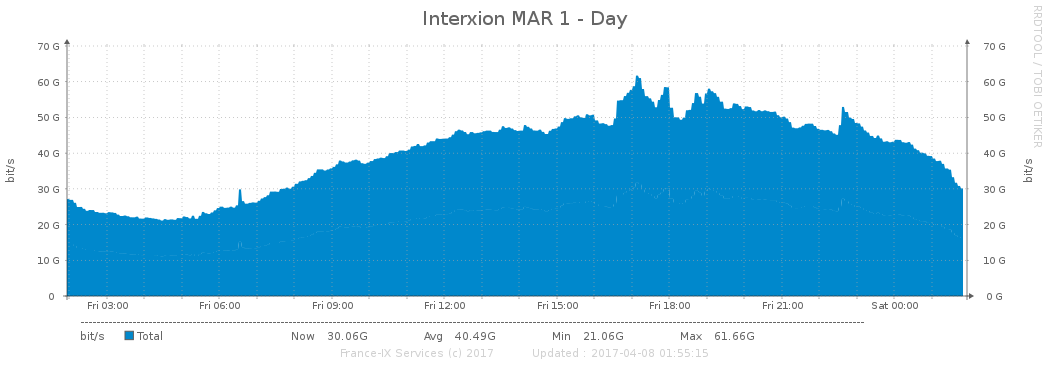 Interxion MAR 1 - Day
RRDTOOL / TOBI OETIKER
70 G 70 G
60 G 60 G
50 G 50 G
40 G 40 G
30 G 30 G
20 G 20 G
10 G 10 G
0 0 G
bit/s bit/s
Fri 03:00 Fri 06:00 Fri 09:00 Fri 12:00 Fri 15:00 Fri 18:00 Fri 21:00 Sat 00:00
bit/s Total Now 30.06G Avg 40.49G Min 21.06G Max 61.66G
France-IX Services (c) 2017 Updated : 2017-04-08 01:55:15